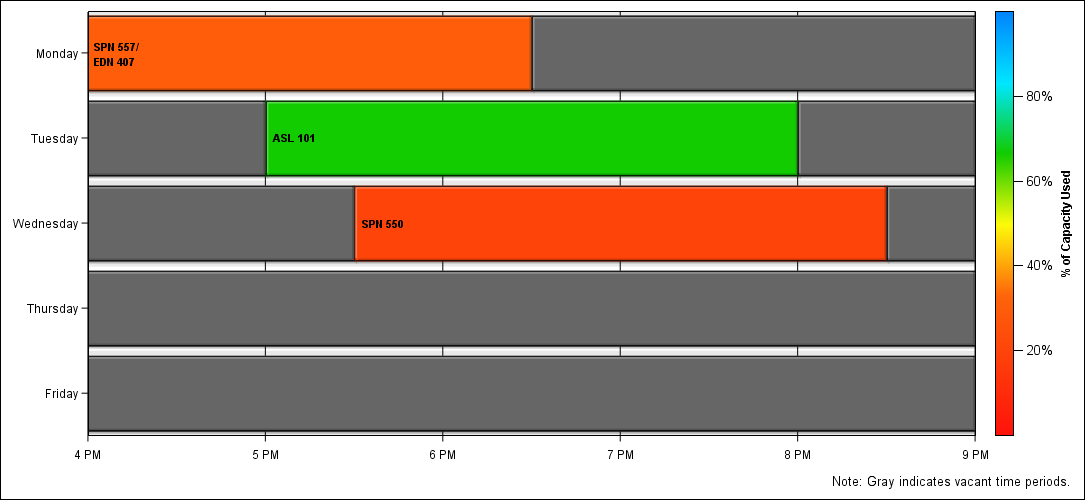 Monday
SPN 557/
EDN 407
Tuesday
ASL 101
Wednesday
SPN 550
Thursday
Friday
4 PM
5 PM
6 PM
7 PM
8 PM
9 PM
80%
60%
40%
20%
% of Capacity Used
Note: Gray indicates vacant time periods.